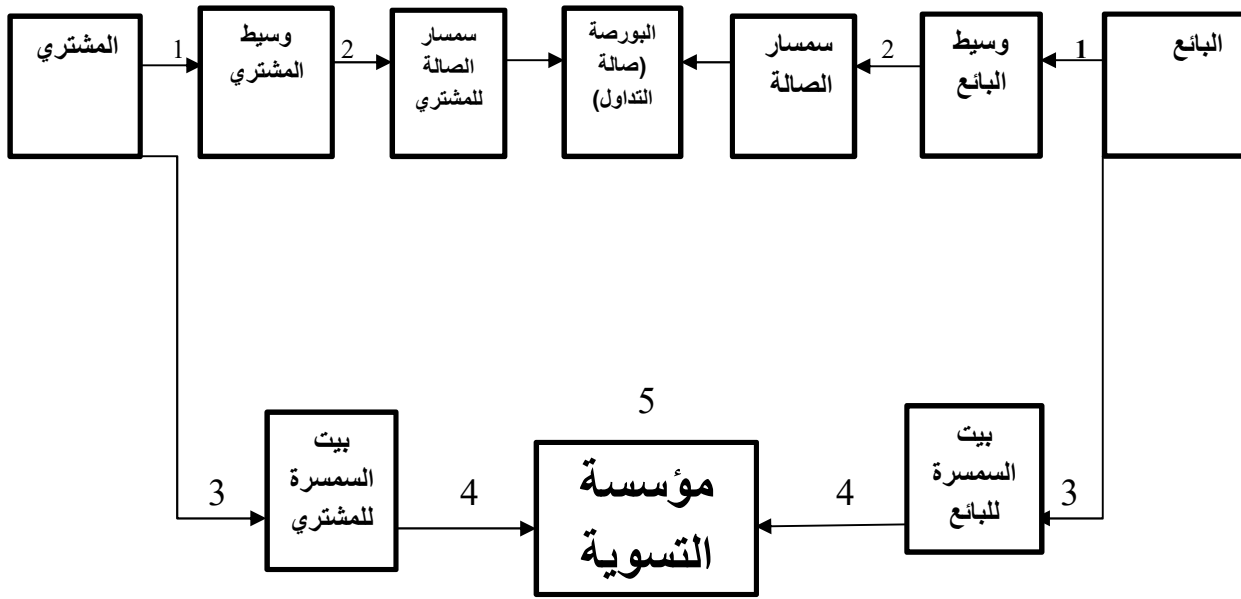 البائع
1
وسيط
البائع
2
سمسار
الصالة
البورصة
(صالة
التداول)
سمسار
الصالة
للمشتري
2
وسيط
المشتري
1
المشتري
3
بيت
السمسرة
للبائع
4
5
مؤسسة
التسوية
4
بيت
السمسرة
للمشتري
3